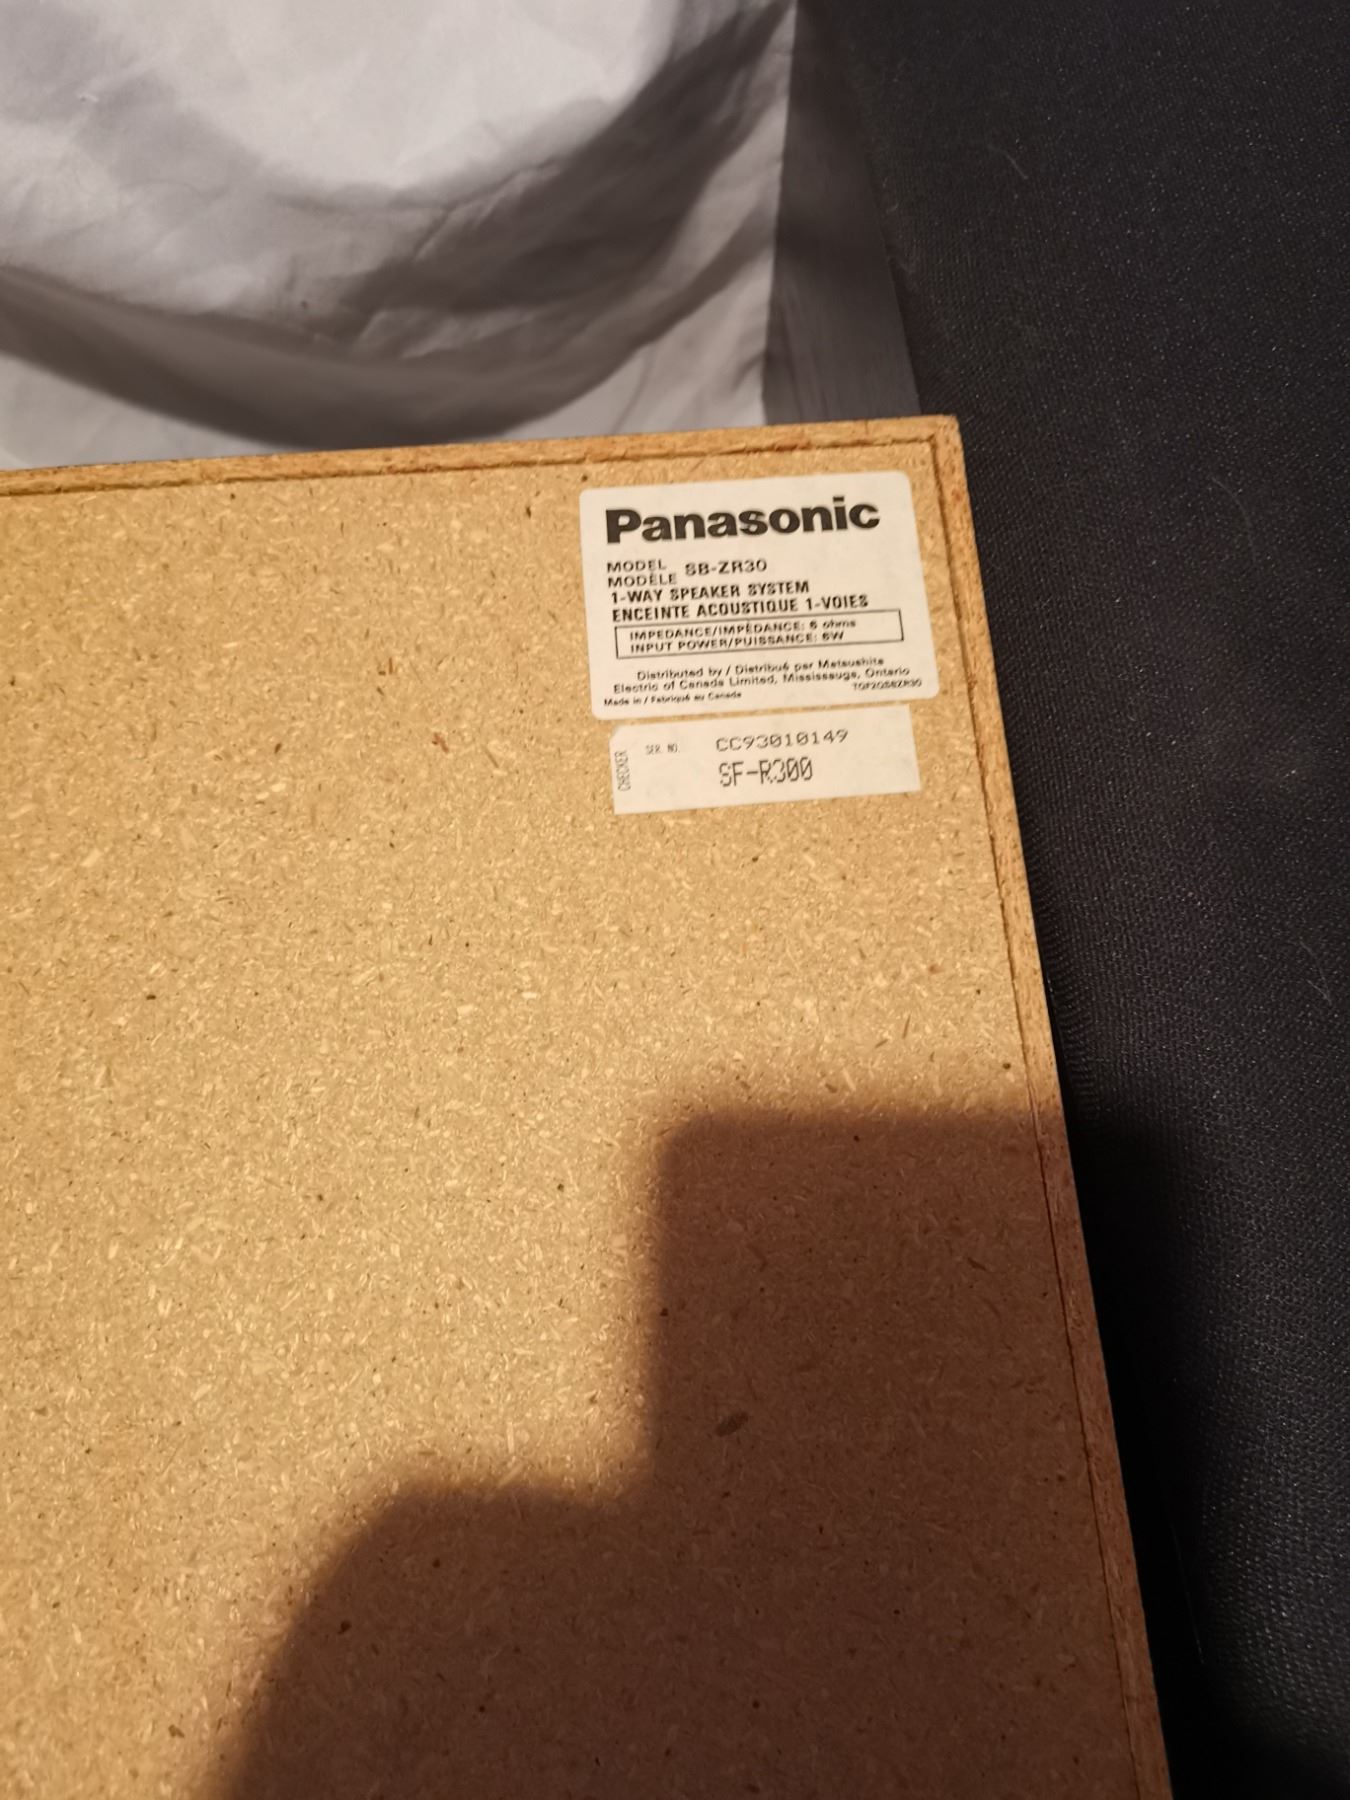 Panasonic
MODEL
MODÈLE SB-ZR30
1-WAY SPEAKER SYSTEM
ENCEINTE ACOUSTIQUE 1-VOIES
IMPEDANCE/IMPÉDANCE: 6 ohms
INPUT POWER/PUISSANCE: 6W
Distributed by / Distribué par Matsushita
Electric of Canada Limited, Mississauga, Ontario
Made in / Fabriqué au Canada
CHECKER
SER. NO. CC93010149
SF-R300